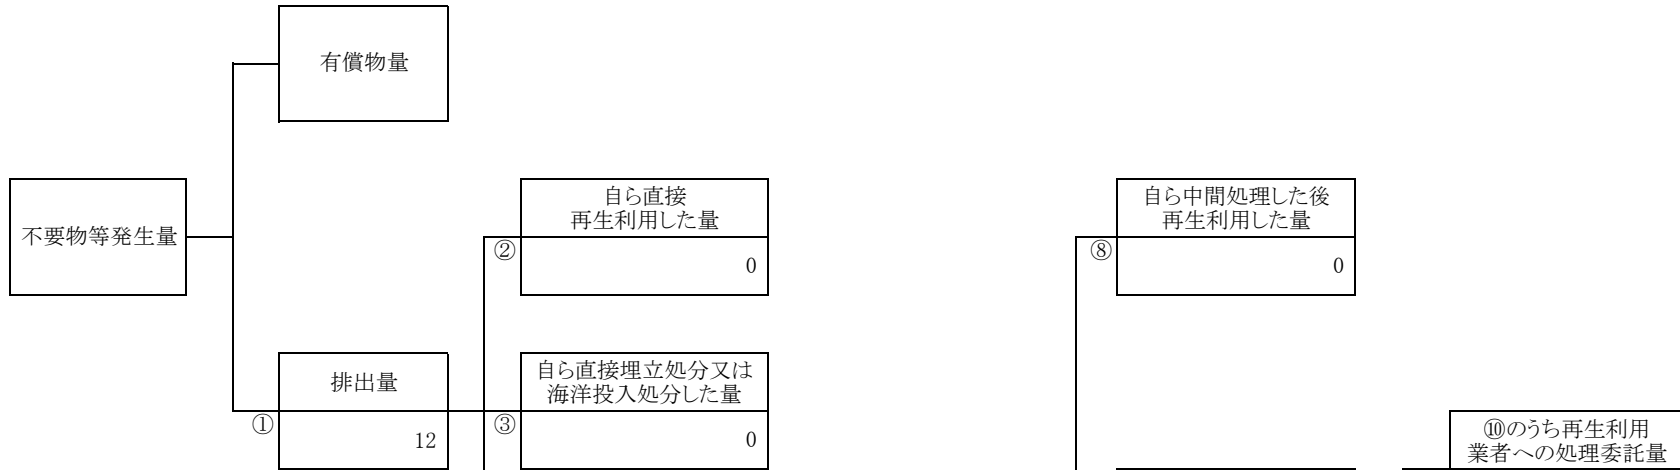 有償物量
不要物等発生量
自ら直接
再生利用した量
②
0
自ら中間処理した後
再生利用した量
⑧
0
排出量
①
12
自ら直接埋立処分又は
海洋投入処分した量
③
0
⑩のうち再生利用
業者への処理委託量